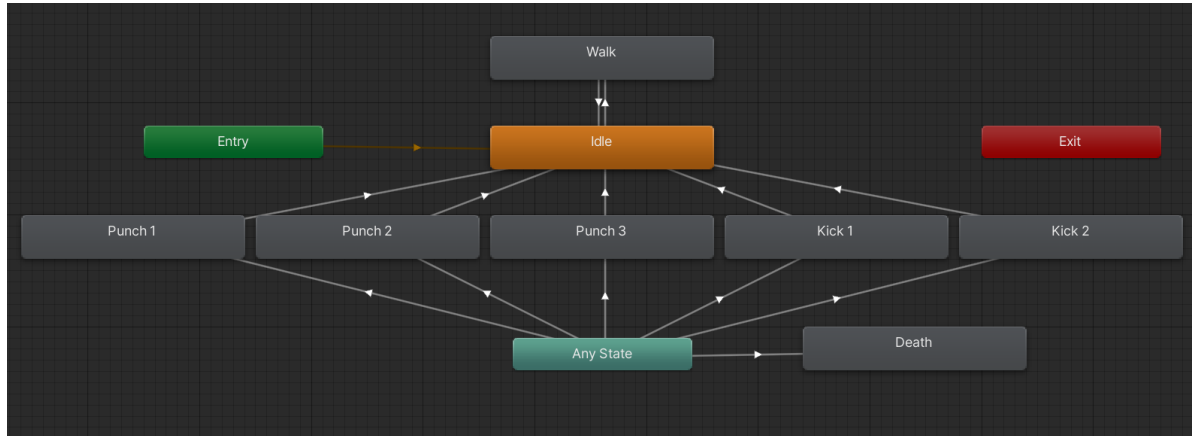 Walk
Entry
Idle
Exit
Punch 1
Punch 2
Punch 3
Kick 1
Kick 2
Any State
Death